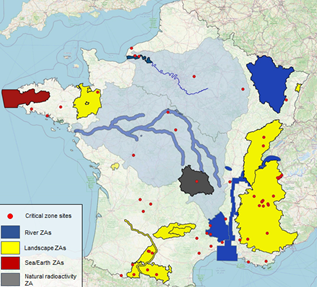 Critical zone sites
River ZAs
Landscape ZAs
Sea/Earth ZAs
Natural radioactivity
ZA